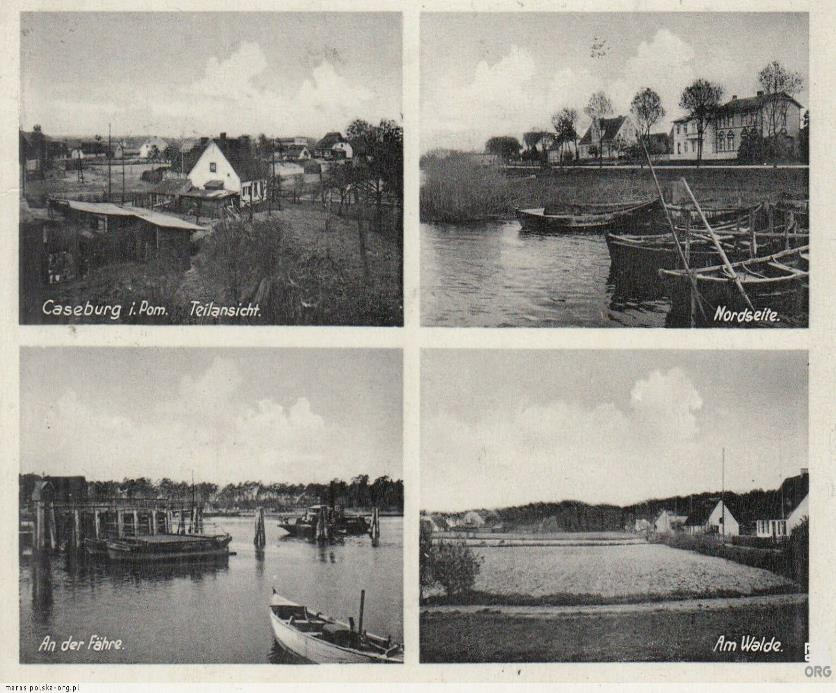 Caseburg i. Pom. Teilansicht.
Nordseite.
An der Fähre.
Am Walde.
maras.polska-org.pl
ORG